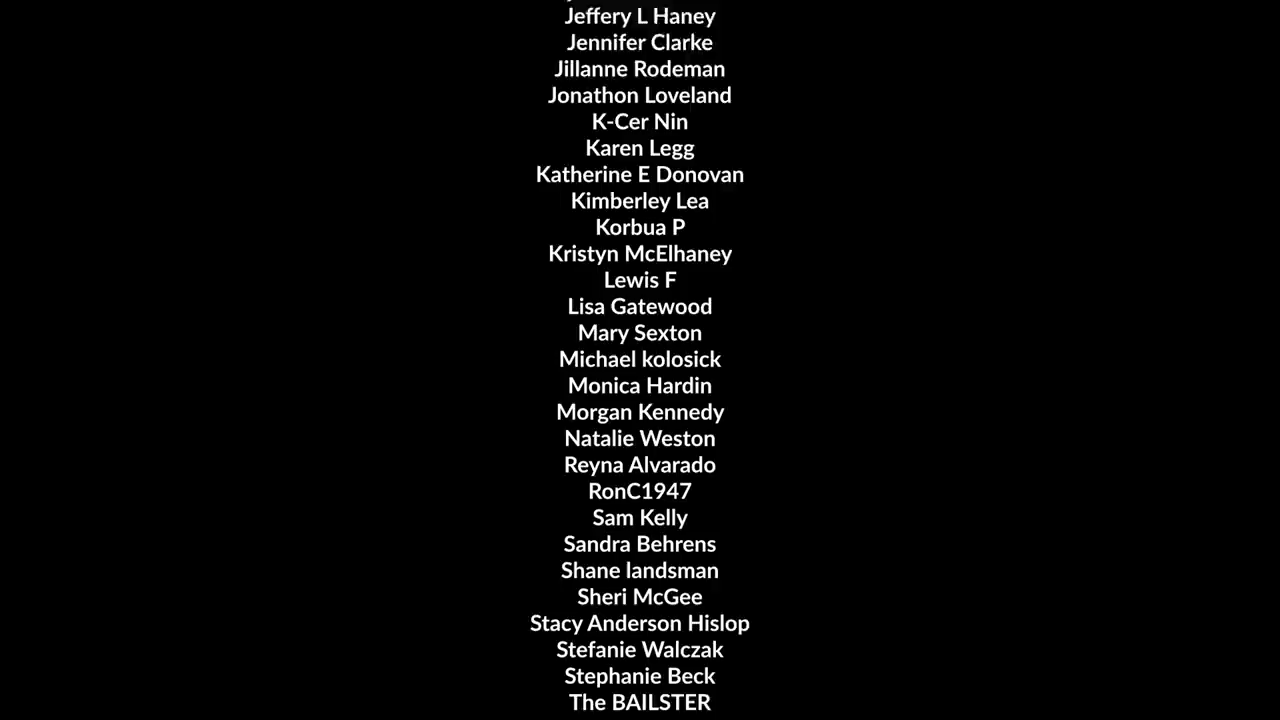 Jeffery L Haney
Jennifer Clarke
Jillanne Rodeman
Jonathon Loveland
K-Cer Nin
Karen Legg
Katherine E Donovan
Kimberley Lea
Korbua P
Kristyn McElhaney
Lewis F
Lisa Gatewood
Mary Sexton
Michael kolosick
Monica Hardin
Morgan Kennedy
Natalie Weston
Reyna Alvarado
RonC1947
Sam Kelly
Sandra Behrens
Shane landsman
Sheri McGee
Stacy Anderson Hislop
Stefanie Walczak
Stephanie Beck
The BAILSTER